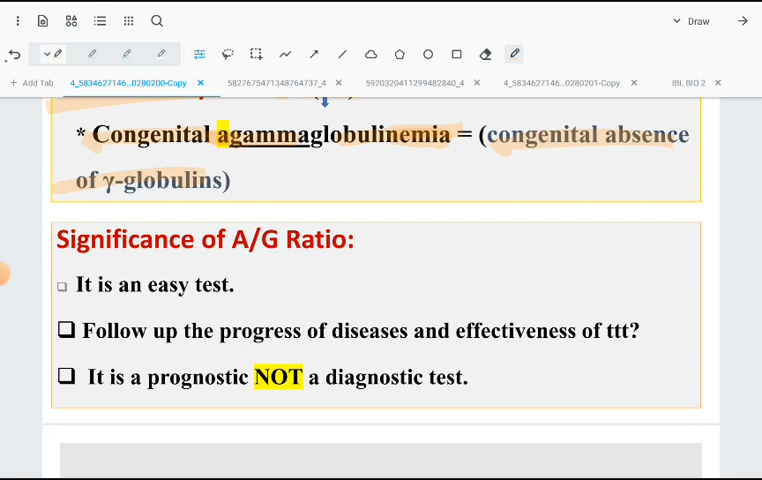 Draw
Add Tab
4_5834627146...0280200-Copy
5827675471348764737_4
5920320411299482840_4
4_5834627146...0280201-Copy
IBL BIO 2
* Congenital agammaglobulinemia = (congenital absence
of γ-globulins)
Significance of A/G Ratio:
It is an easy test.
Follow up the progress of diseases and effectiveness of ttt?
It is a prognostic NOT a diagnostic test.